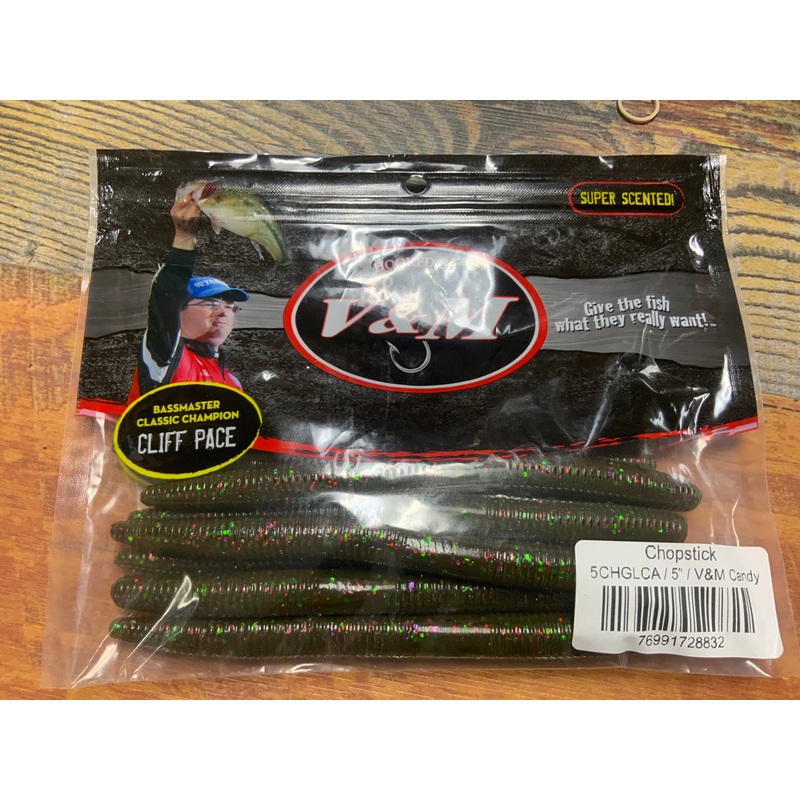 SUPER SCENTED!
V&M
Give the fish
what they really want!
BASSMASTER
CLASSIC CHAMPION
CLIFF PACE
Chopstick
5CHGLCA / 5" / V&M Candy
76991728832